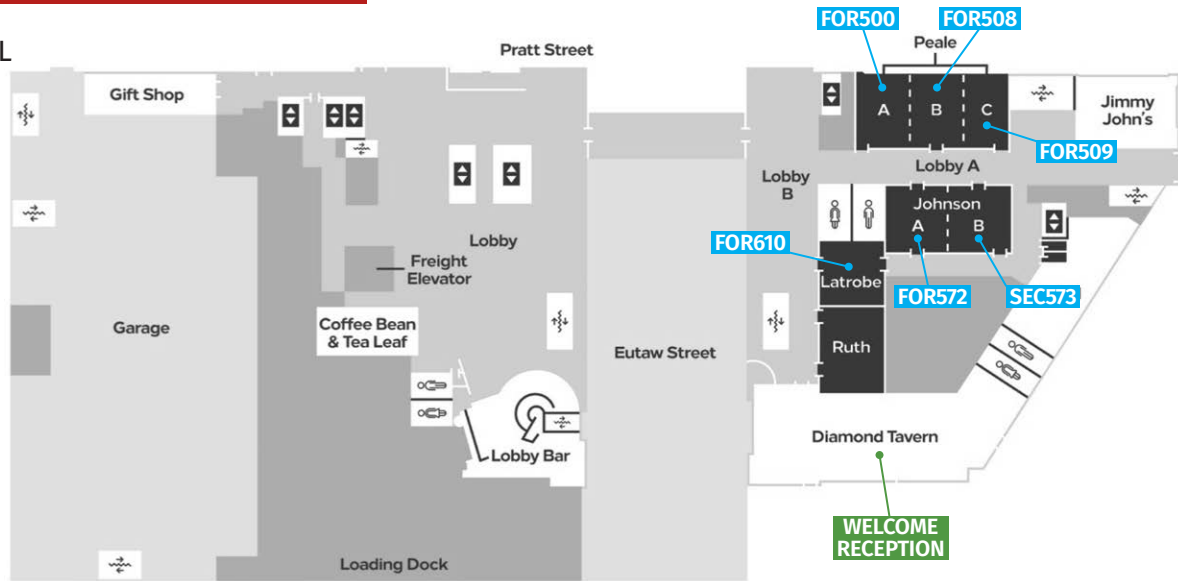 L
FOR500
FOR508
Pratt Street
Peale
Gift Shop
A
B
C
Jimmy
John's
FOR509
Lobby A
Lobby
B
Johnson
A
B
Lobby
FOR610
Freight
Elevator
Latrobe
FOR572
SEC573
Garage
Coffee Bean
& Tea Leaf
Eutaw Street
Ruth
Diamond Tavern
Lobby Bar
WELCOME
RECEPTION
Loading Dock